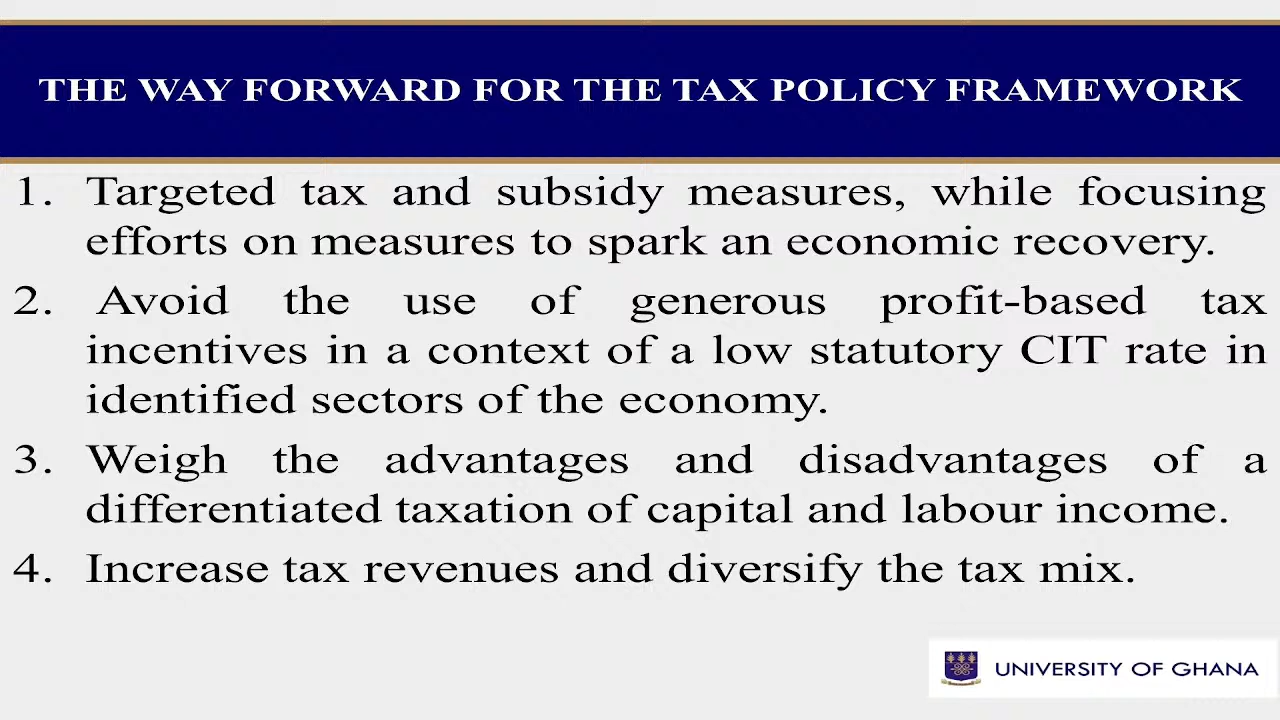 THE WAY FORWARD FOR THE TAX POLICY FRAMEWORK
1. Targeted tax and subsidy measures, while focusing
efforts on measures to spark an economic recovery.
2. Avoid the use of generous profit-based tax
incentives in a context of a low statutory CIT rate in
identified sectors of the economy.
3. Weigh the advantages and disadvantages of a
differentiated taxation of capital and labour income.
4. Increase tax revenues and diversify the tax mix.
UNIVERSITY OF GHANA